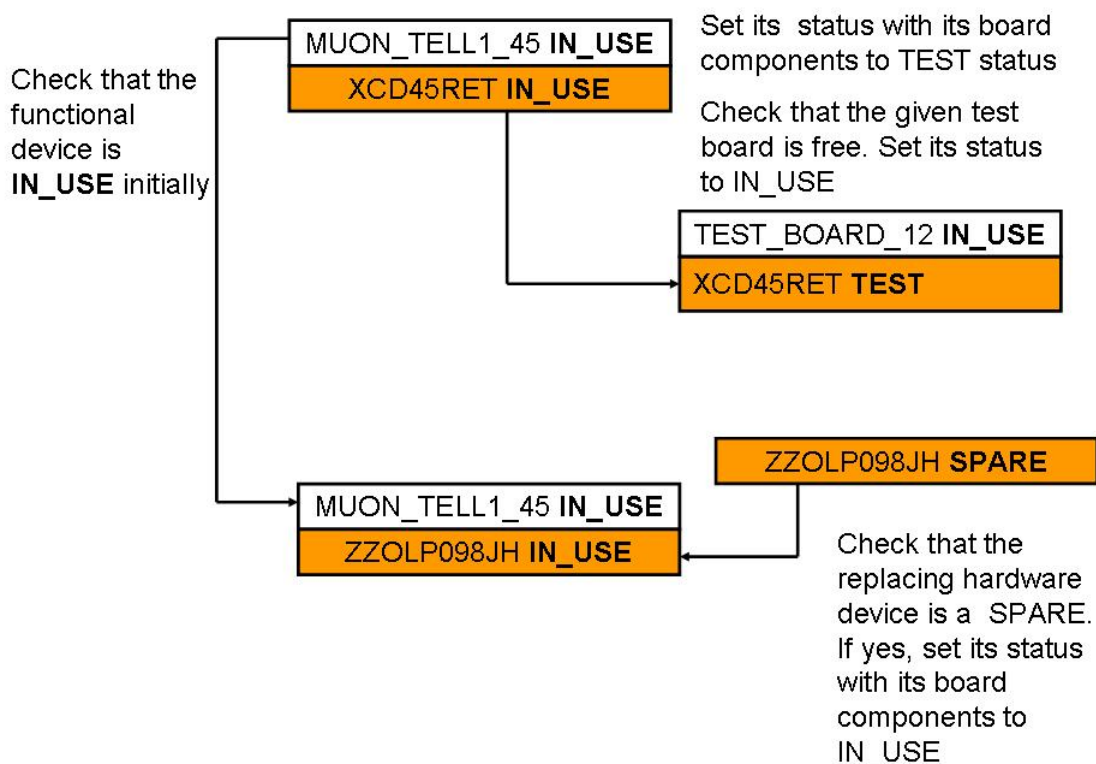 Check that the
functional
device is
IN_USE initially
MUON_TELL1_45 IN_USE
XCD45RET IN_USE
Set its status with its board
components to TEST status
Check that the given test
board is free. Set its status
to IN_USE
TEST_BOARD_12 IN_USE
XCD45RET TEST
ZZOLP098JH SPARE
MUON_TELL1_45 IN_USE
ZZOLP098JH IN_USE
Check that the
replacing hardware
device is a SPARE.
If yes, set its status
with its board
components to
IN USE